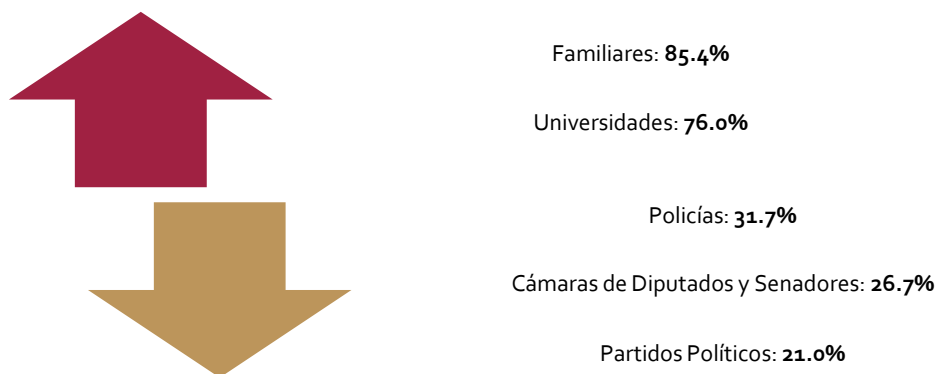 Familiares: 85.4%
Universidades: 76.0%
Policías: 31.7%
Cámaras de Diputados y Senadores: 26.7%
Partidos Políticos: 21.0%